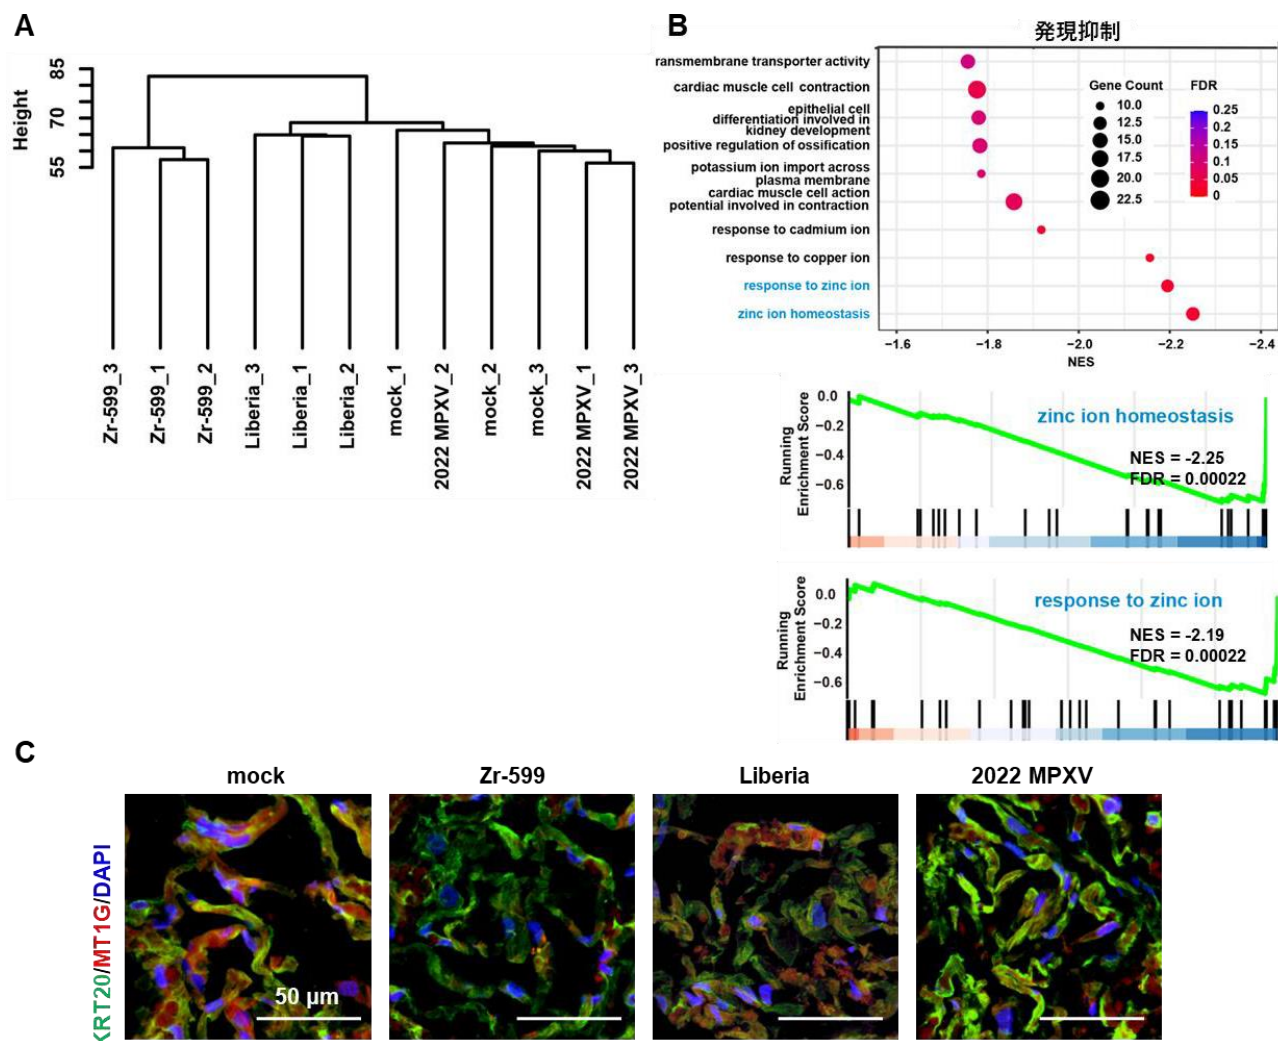 A
Height
85
70
55
Zr-599_3
Zr-599_1
Zr-599_2
Liberia_3
Liberia_1
Liberia_2
mock_1
2022 MPXV_2
mock_2
mock_3
2022 MPXV_1
2022 MPXV_3
B
発現抑制
ransmembrane transporter activity
cardiac muscle cell contraction
epithelial cell
differentiation involved in
kidney development
positive regulation of ossification
potassium ion import across
plasma membrane
cardiac muscle cell action
potential involved in contraction
response to cadmium ion
response to copper ion
response to zinc ion
zinc ion homeostasis
Gene Count
10.0
12.5
15.0
17.5
20.0
22.5
FDR
0.25
0.2
0.15
0.1
0.05
0
−1.6
−1.8
−2.0
−2.2
−2.4
NES
Running
Enrichment Score
0.0
−0.2
−0.4
−0.6
zinc ion homeostasis
NES = -2.25
FDR = 0.00022
Running
Enrichment Score
0.0
−0.2
−0.4
−0.6
response to zinc ion
NES = -2.19
FDR = 0.00022
C
mock
Zr-599
Liberia
2022 MPXV
KRT20/MT1G/DAPI
50 µm